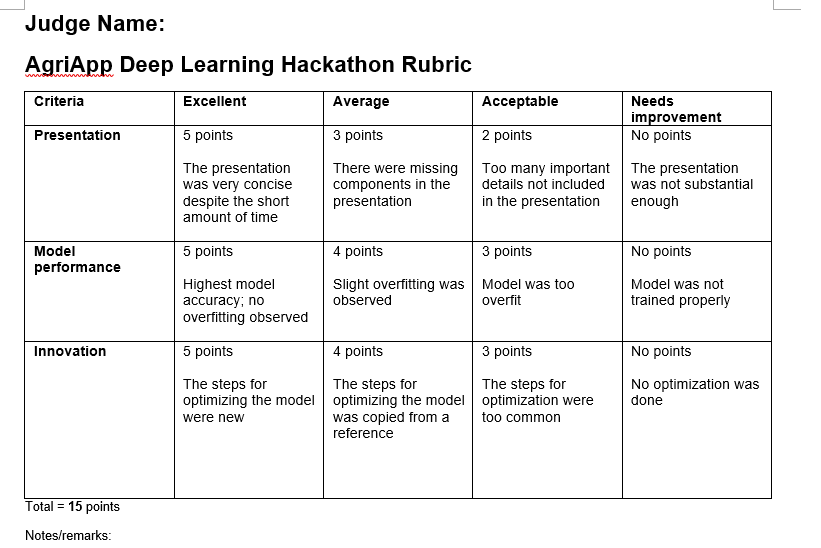 Judge Name:
AgriApp Deep Learning Hackathon Rubric
Criteria
Excellent
Average
Acceptable
Needs
improvement
Presentation
5 points
The presentation
was very concise
despite the short
amount of time
3 points
There were missing
components in the
presentation
2 points
Too many important
details not included
in the presentation
No points
The presentation
was not substantial
enough
Model
performance
5 points
Highest model
accuracy; no
overfitting observed
4 points
Slight overfitting was
observed
3 points
Model was too
overfit
No points
Model was not
trained properly
Innovation
5 points
The steps for
optimizing the model
were new
4 points
The steps for
optimizing the model
was copied from a
reference
3 points
The steps for
optimization were
too common
No points
No optimization was
done
Total = 15 points
Notes/remarks: